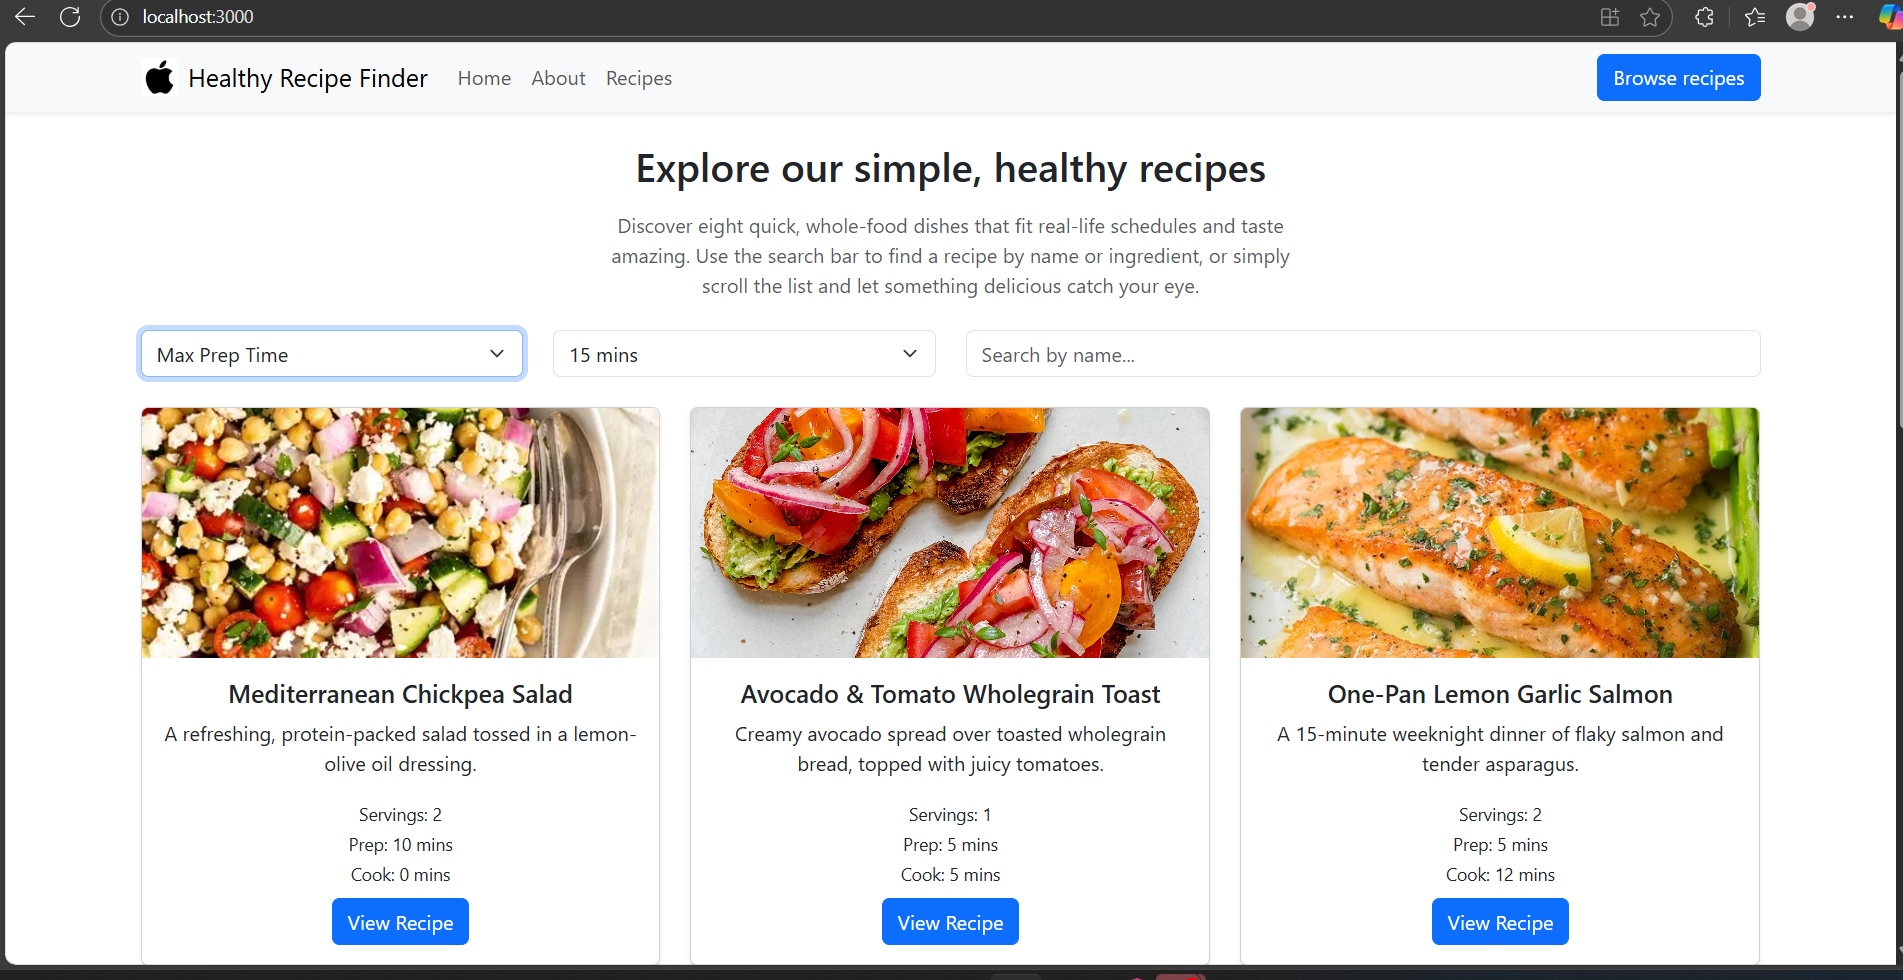 localhost:3000
Healthy Recipe Finder Home About Recipes Browse recipes
Explore our simple, healthy recipes
Discover eight quick, whole-food dishes that fit real-life schedules and taste
amazing. Use the search bar to find a recipe by name or ingredient, or simply
scroll the list and let something delicious catch your eye.
Max Prep Time 15 mins Search by name...
Mediterranean Chickpea Salad
A refreshing, protein-packed salad tossed in a lemon-
olive oil dressing.
Servings: 2
Prep: 10 mins
Cook: 0 mins
View Recipe
Avocado & Tomato Wholegrain Toast
Creamy avocado spread over toasted wholegrain
bread, topped with juicy tomatoes.
Servings: 1
Prep: 5 mins
Cook: 5 mins
View Recipe
One-Pan Lemon Garlic Salmon
A 15-minute weeknight dinner of flaky salmon and
tender asparagus.
Servings: 2
Prep: 5 mins
Cook: 12 mins
View Recipe